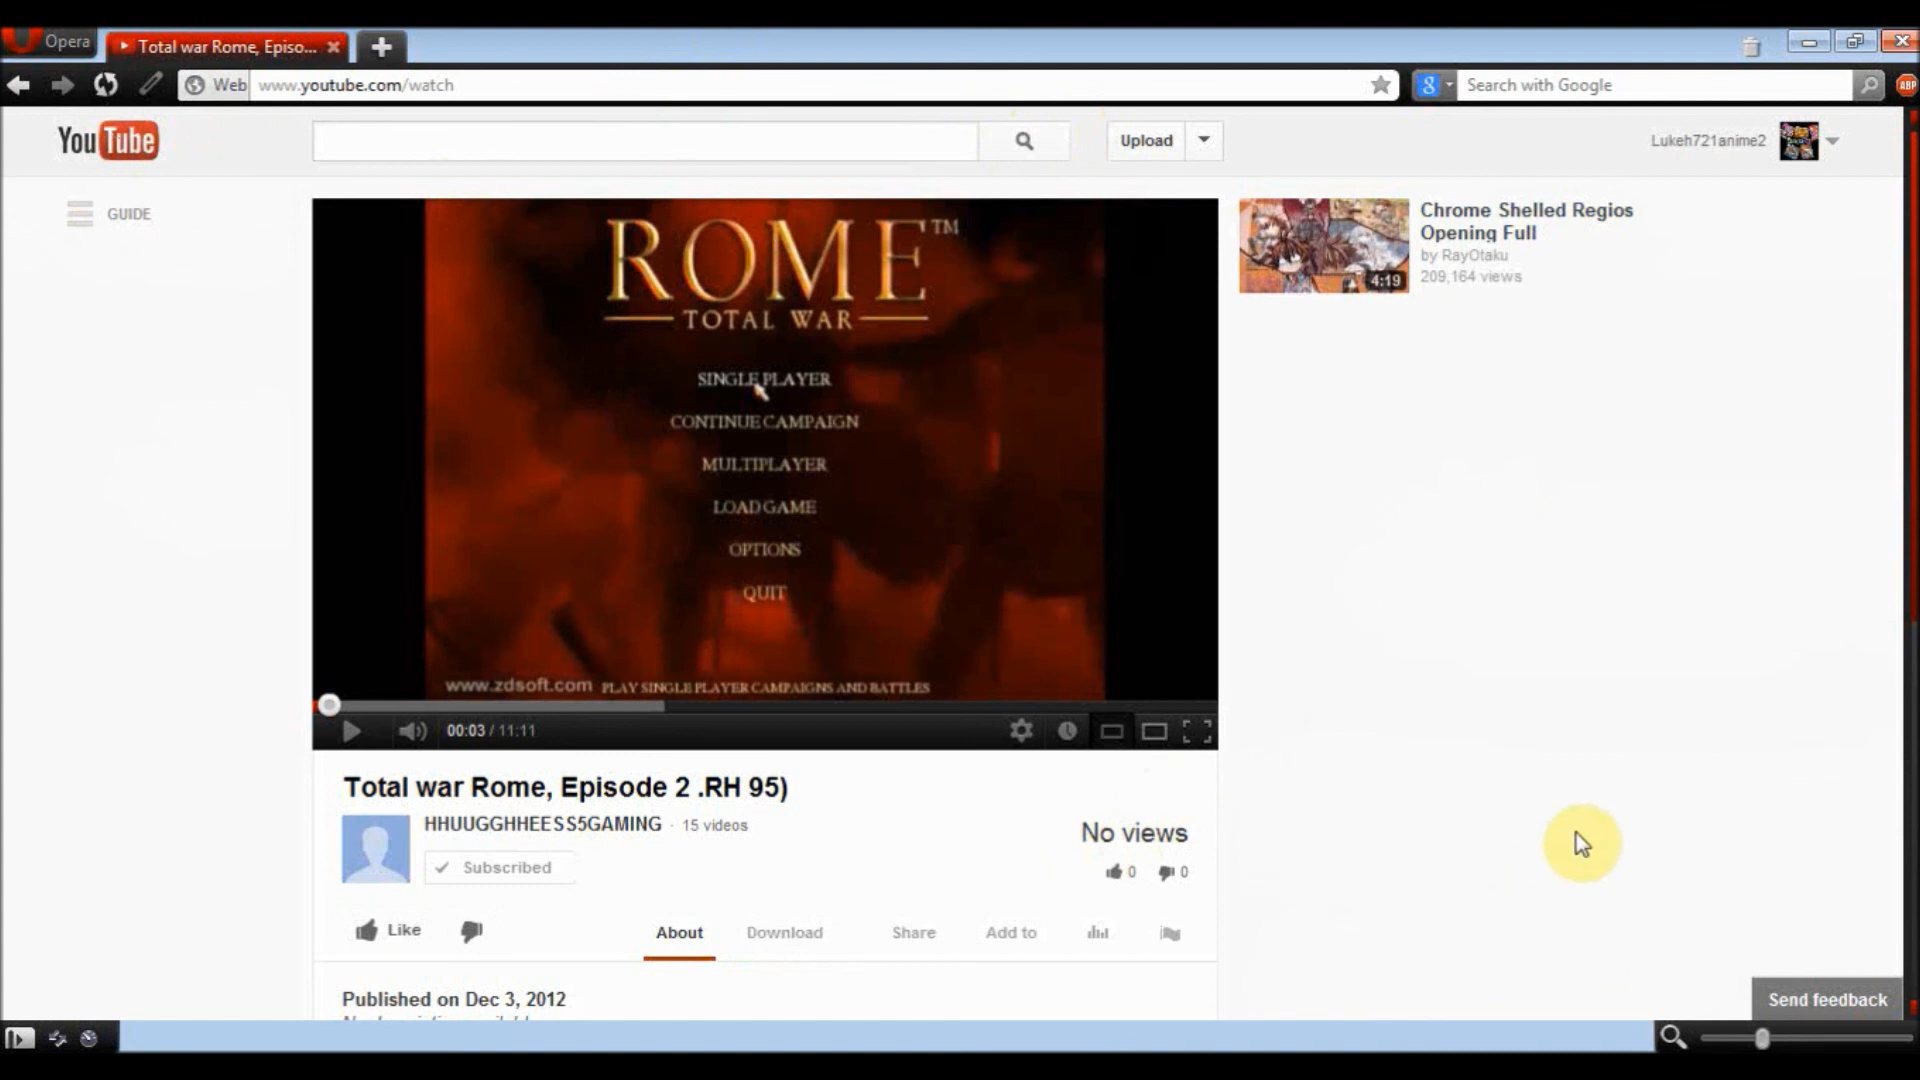 Opera
Total war Rome, Episo...
Web
www.youtube.com/watch
Search with Google
ABP
YouTube
Upload
Lukeh721anime2
GUIDE
ROME™
TOTAL WAR
SINGLE PLAYER
CONTINUE CAMPAIGN
MULTIPLAYER
LOAD GAME
OPTIONS
QUIT
www.zdsoft.com PLAY SINGLE PLAYER CAMPAIGNS AND BATTLES
00:03 / 11:11
Chrome Shelled Regios
Opening Full
by RayOtaku
209,164 views
4:19
Total war Rome, Episode 2 .RH 95)
HHUUGGHHEESS5GAMING · 15 videos
Subscribed
No views
0 0
Like
About Download Share Add to
Published on Dec 3, 2012
Send feedback